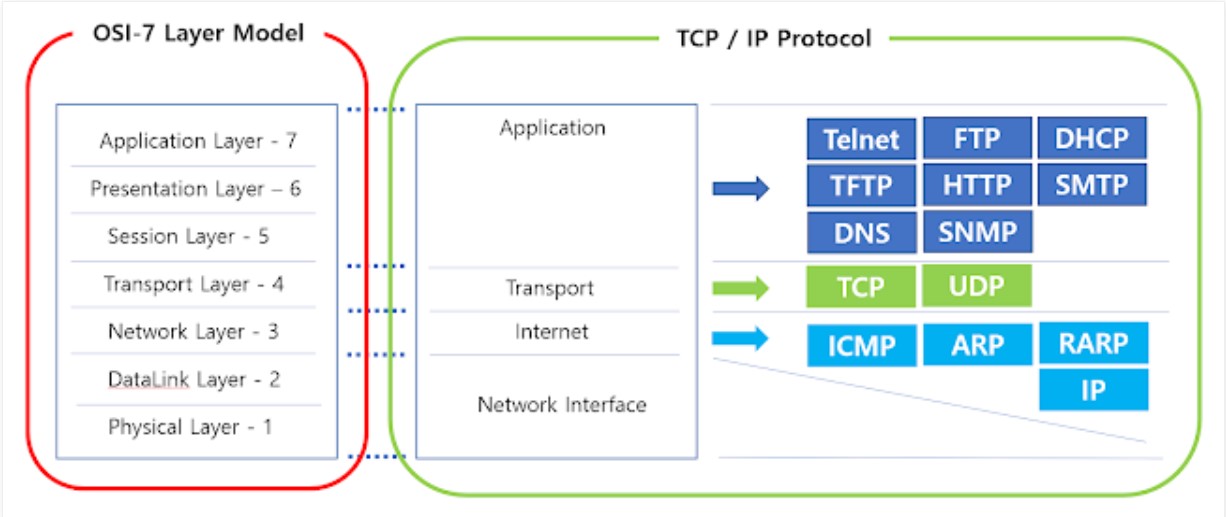 OSI-7 Layer Model
TCP / IP Protocol
Application Layer - 7
Presentation Layer – 6
Session Layer - 5
Transport Layer - 4
Network Layer - 3
DataLink Layer - 2
Physical Layer - 1
Application
Transport
Internet
Network Interface
Telnet FTP DHCP
TFTP HTTP SMTP
DNS SNMP
TCP UDP
ICMP ARP RARP
IP